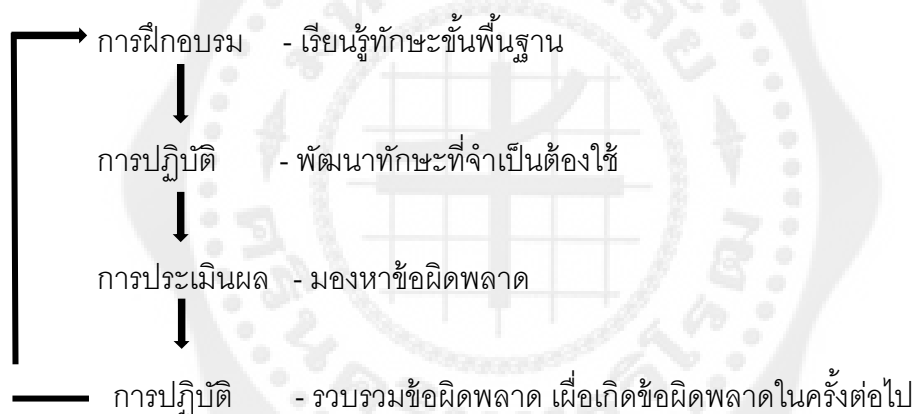 การฝึกอบรม - เรียนรู้ทักษะขั้นพื้นฐาน
การปฏิบัติ - พัฒนาทักษะที่จำเป็นต้องใช้
การประเมินผล - มองหาข้อผิดพลาด
การปฏิบัติ - รวบรวมข้อผิดพลาด เผื่อเกิดข้อผิดพลาดในครั้งต่อไป